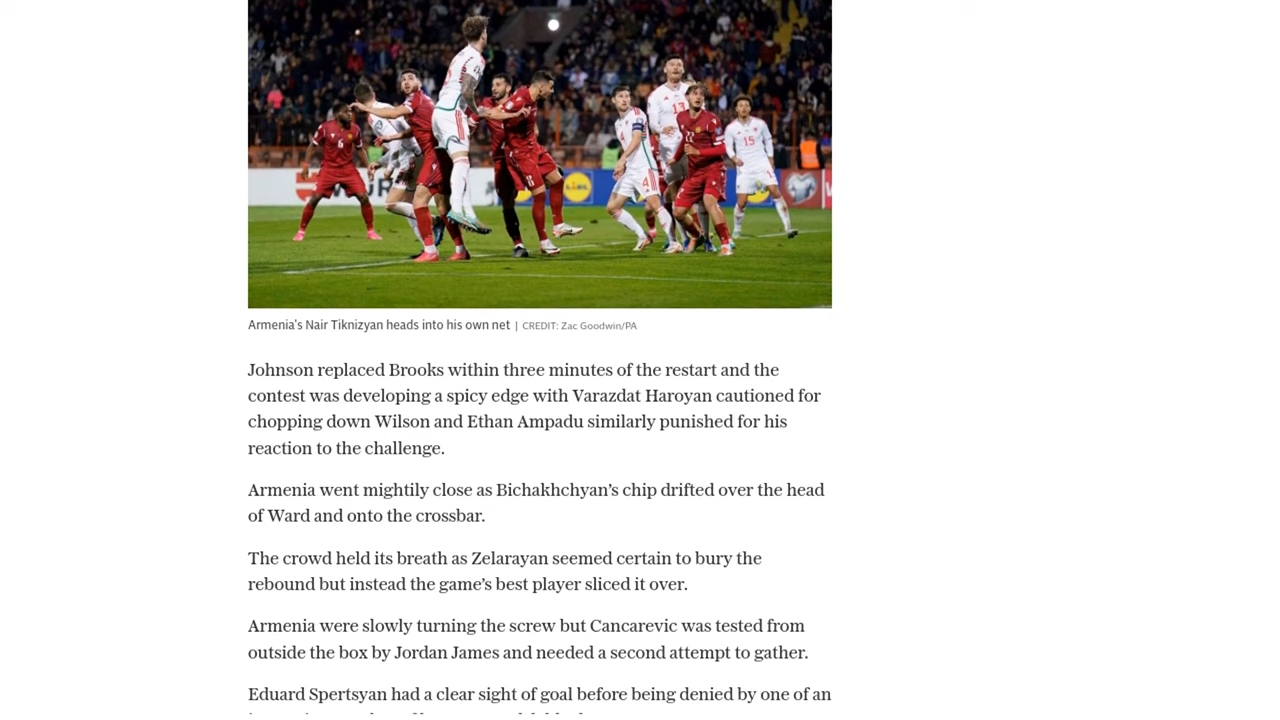 Armenia's Nair Tiknizyan heads into his own net | CREDIT: Zac Goodwin/PA
Johnson replaced Brooks within three minutes of the restart and the
contest was developing a spicy edge with Varazdat Haroyan cautioned for
chopping down Wilson and Ethan Ampadu similarly punished for his
reaction to the challenge.
Armenia went mightily close as Bichakhchyan’s chip drifted over the head
of Ward and onto the crossbar.
The crowd held its breath as Zelarayan seemed certain to bury the
rebound but instead the game’s best player sliced it over.
Armenia were slowly turning the screw but Cancarevic was tested from
outside the box by Jordan James and needed a second attempt to gather.
Eduard Spertsyan had a clear sight of goal before being denied by one of an